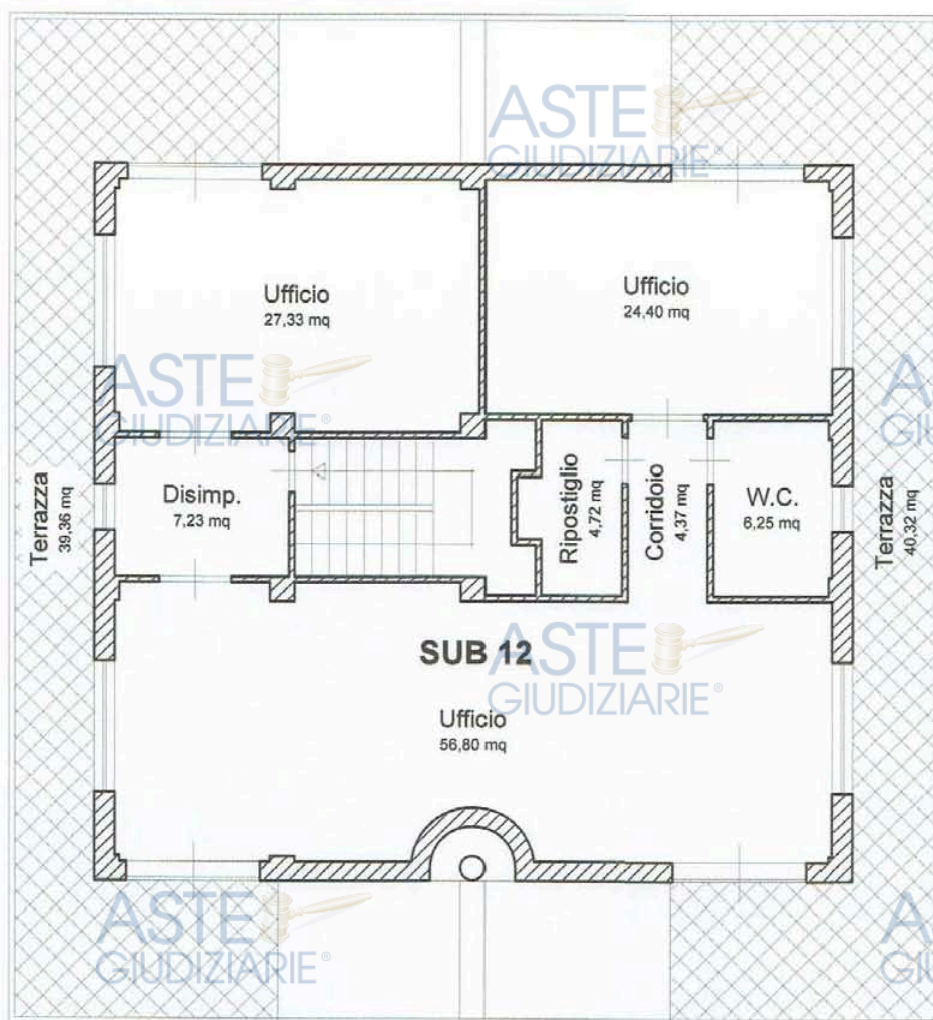 ASTE
GIUDIZIARIE®
Ufficio
27,33 mq
Ufficio
24,40 mq
ASTE
GIUDIZIARIE®
A
GIU
Terrazza
39,36 mq
Disimp.
7,23 mq
Ripostiglio
4,72 mq
Corridoio
4,37 mq
W.C.
6,25 mq
Terrazza
40,32 mq
SUB 12
ASTE
GIUDIZIARIE®
Ufficio
56,80 mq
ASTE
GIUDIZIARIE®
A
GIU